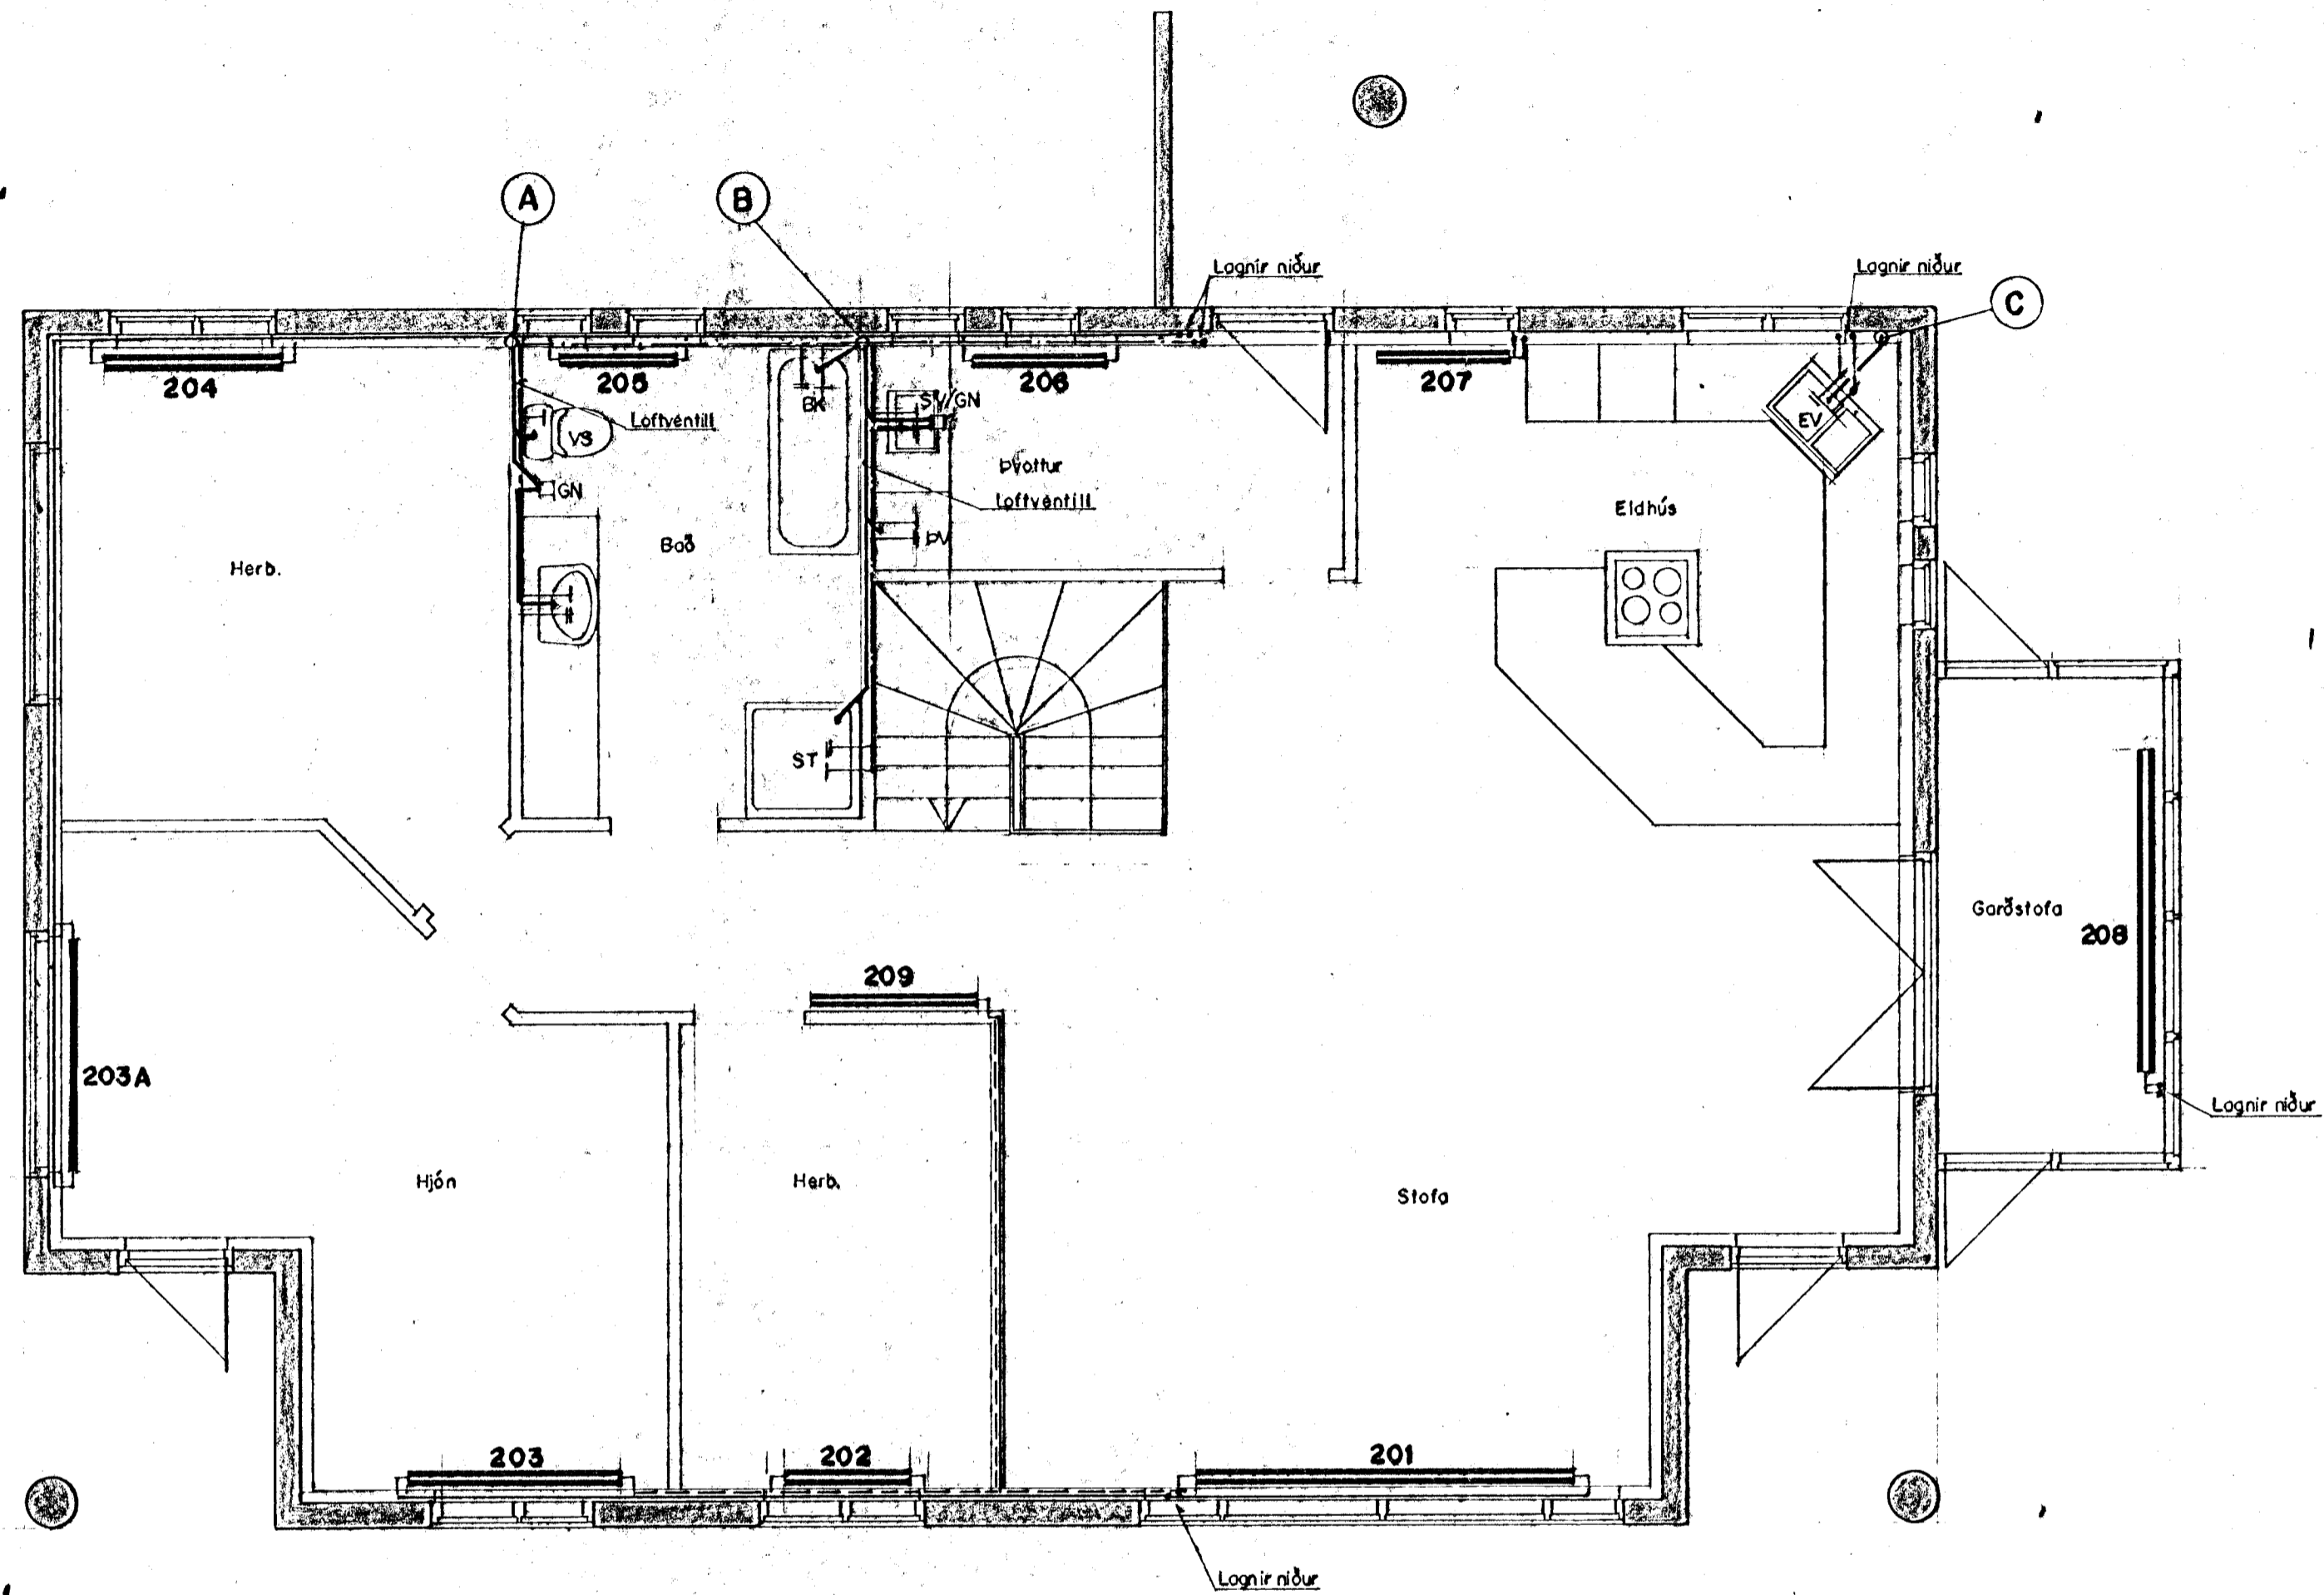 A
B
Lagnir niður
Lagnir niður
C
204
205
206
207
Loftventill
BK
SV/GN
VS
EV
GN
Þvottur
Loftventill
Eldhús
Bað
ÞV
Herb.
ST
Garðstofa
208
209
203A
Lagnir niður
Hjón
Herb.
Stofa
203
202
201
Lagnir niður